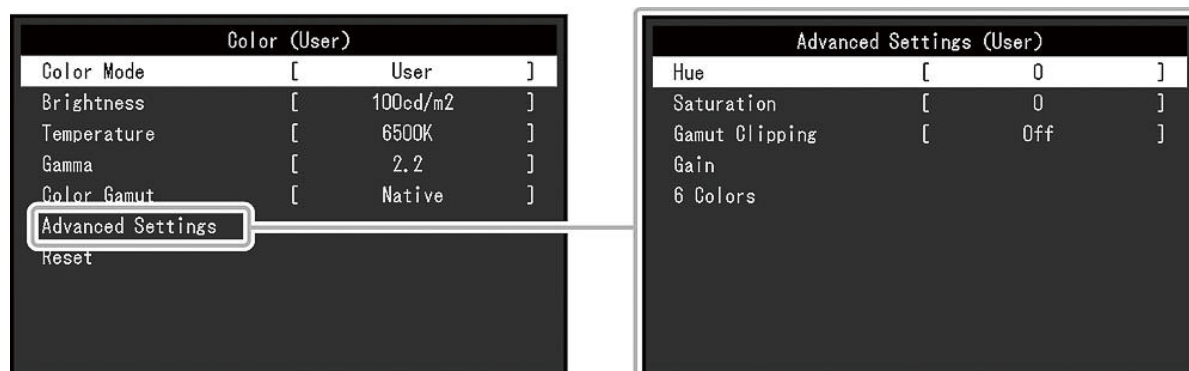 Color (User)
Color Mode [ User ]
Brightness [ 100cd/m2 ]
Temperature [ 6500K ]
Gamma [ 2.2 ]
Color Gamut [ Native ]
Advanced Settings
Reset
Advanced Settings (User)
Hue [ 0 ]
Saturation [ 0 ]
Gamut Clipping [ Off ]
Gain
6 Colors